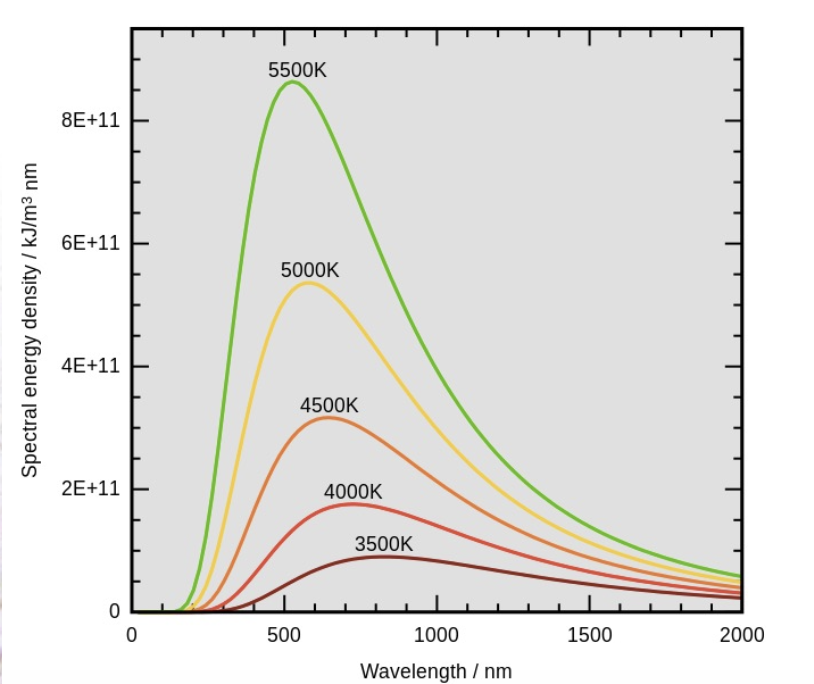 5500K
8E+11
6E+11
5000K
4E+11
4500K
2E+11
4000K
3500K
0
0
500
1000
1500
2000
Wavelength / nm
Spectral energy density / kJ/m³ nm